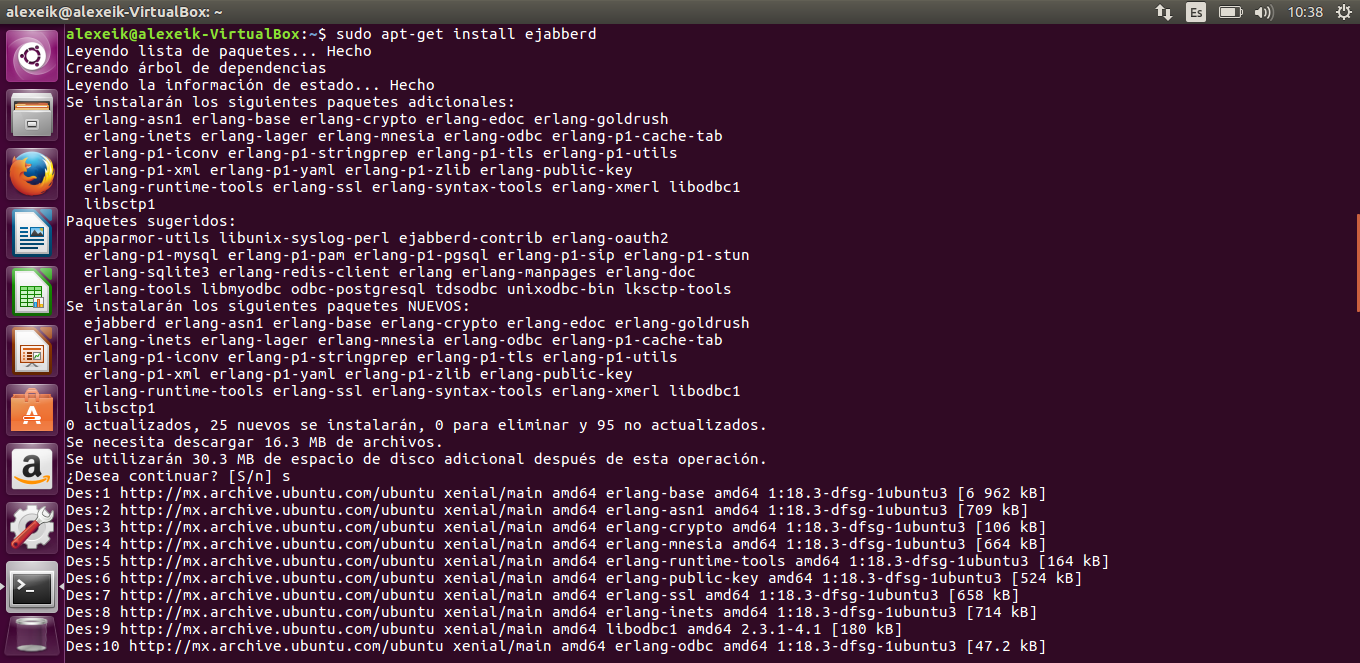 alexeik@alexeik-VirtualBox: ~
Es
10:38
alexeik@alexeik-VirtualBox:~$ sudo apt-get install ejabberd
Leyendo lista de paquetes... Hecho
Creando árbol de dependencias
Leyendo la información de estado... Hecho
Se instalarán los siguientes paquetes adicionales:
  erlang-asn1 erlang-base erlang-crypto erlang-edoc erlang-goldrush
  erlang-inets erlang-lager erlang-mnesia erlang-odbc erlang-p1-cache-tab
  erlang-p1-iconv erlang-p1-stringprep erlang-p1-tls erlang-p1-utils
  erlang-p1-xml erlang-p1-yaml erlang-p1-zlib erlang-public-key
  erlang-runtime-tools erlang-ssl erlang-syntax-tools erlang-xmerl libodbc1
  libsctp1
Paquetes sugeridos:
  apparmor-utils libunix-syslog-perl ejabberd-contrib erlang-oauth2
  erlang-p1-mysql erlang-p1-pam erlang-p1-pgsql erlang-p1-sip erlang-p1-stun
  erlang-sqlite3 erlang-redis-client erlang erlang-manpages erlang-doc
  erlang-tools libmyodbc odbc-postgresql tdsodbc unixodbc-bin lksctp-tools
Se instalarán los siguientes paquetes NUEVOS:
  ejabberd erlang-asn1 erlang-base erlang-crypto erlang-edoc erlang-goldrush
  erlang-inets erlang-lager erlang-mnesia erlang-odbc erlang-p1-cache-tab
  erlang-p1-iconv erlang-p1-stringprep erlang-p1-tls erlang-p1-utils
  erlang-p1-xml erlang-p1-yaml erlang-p1-zlib erlang-public-key
  erlang-runtime-tools erlang-ssl erlang-syntax-tools erlang-xmerl libodbc1
  libsctp1
0 actualizados, 25 nuevos se instalarán, 0 para eliminar y 95 no actualizados.
Se necesita descargar 16.3 MB de archivos.
Se utilizarán 30.3 MB de espacio de disco adicional después de esta operación.
¿Desea continuar? [S/n] s
Des:1 http://mx.archive.ubuntu.com/ubuntu xenial/main amd64 erlang-base amd64 1:18.3-dfsg-1ubuntu3 [6 962 kB]
Des:2 http://mx.archive.ubuntu.com/ubuntu xenial/main amd64 erlang-asn1 amd64 1:18.3-dfsg-1ubuntu3 [709 kB]
Des:3 http://mx.archive.ubuntu.com/ubuntu xenial/main amd64 erlang-crypto amd64 1:18.3-dfsg-1ubuntu3 [106 kB]
Des:4 http://mx.archive.ubuntu.com/ubuntu xenial/main amd64 erlang-mnesia amd64 1:18.3-dfsg-1ubuntu3 [664 kB]
Des:5 http://mx.archive.ubuntu.com/ubuntu xenial/main amd64 erlang-runtime-tools amd64 1:18.3-dfsg-1ubuntu3 [164 kB]
Des:6 http://mx.archive.ubuntu.com/ubuntu xenial/main amd64 erlang-public-key amd64 1:18.3-dfsg-1ubuntu3 [524 kB]
Des:7 http://mx.archive.ubuntu.com/ubuntu xenial/main amd64 erlang-ssl amd64 1:18.3-dfsg-1ubuntu3 [658 kB]
Des:8 http://mx.archive.ubuntu.com/ubuntu xenial/main amd64 erlang-inets amd64 1:18.3-dfsg-1ubuntu3 [714 kB]
Des:9 http://mx.archive.ubuntu.com/ubuntu xenial/main amd64 libodbc1 amd64 2.3.1-4.1 [180 kB]
Des:10 http://mx.archive.ubuntu.com/ubuntu xenial/main amd64 erlang-odbc amd64 1:18.3-dfsg-1ubuntu3 [47.2 kB]